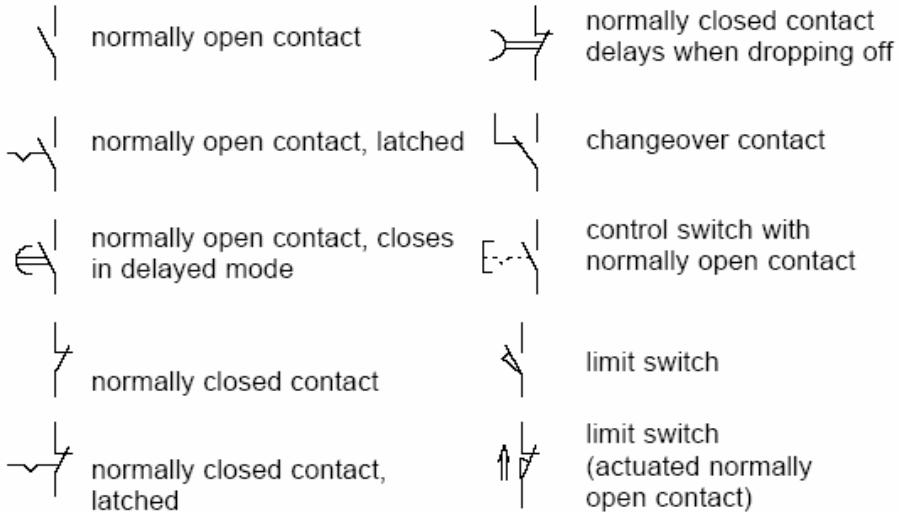 normally open contact
normally open contact, latched
normally open contact, closes
in delayed mode
normally closed contact
normally closed contact,
latched
normally closed contact
delays when dropping off
changeover contact
control switch with
normally open contact
limit switch
limit switch
(actuated normally
open contact)